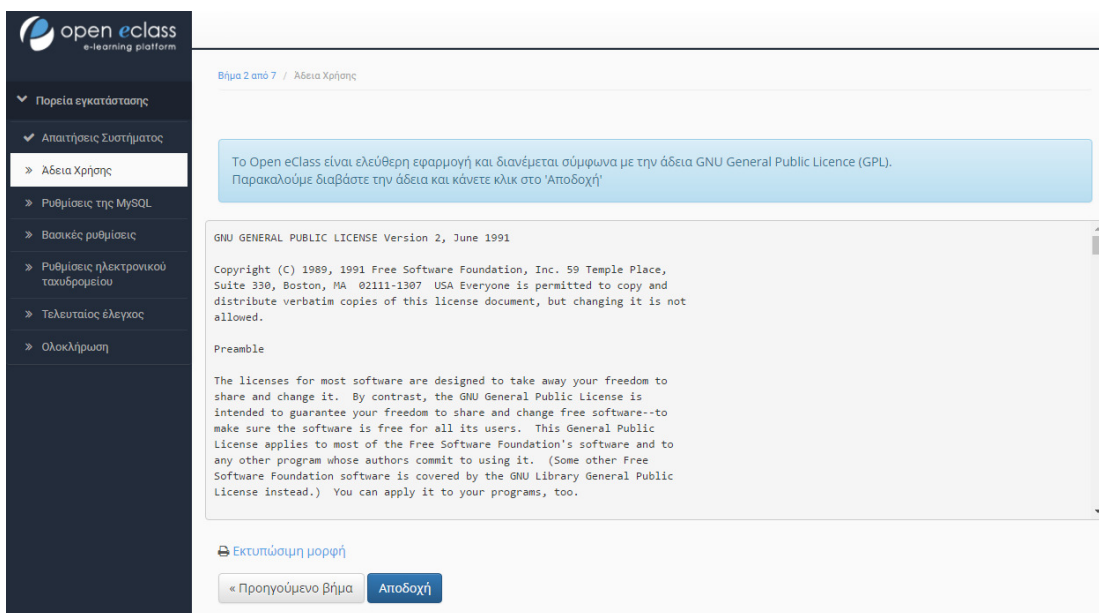 open eclass
e-learning platform
Πορεία εγκατάστασης
Απαιτήσεις Συστήματος
Άδεια Χρήσης
Ρυθμίσεις της MySQL
Βασικές ρυθμίσεις
Ρυθμίσεις ηλεκτρονικού
ταχυδρομείου
Τελευταίος έλεγχος
Ολοκλήρωση
Βήμα 2 από 7 / Άδεια Χρήσης
Το Open eClass είναι ελεύθερη εφαρμογή και διανέμεται σύμφωνα με την άδεια GNU General Public Licence (GPL).
Παρακαλούμε διαβάστε την άδεια και κάνετε κλικ στο 'Αποδοχή'
GNU GENERAL PUBLIC LICENSE Version 2, June 1991
Copyright (C) 1989, 1991 Free Software Foundation, Inc. 59 Temple Place,
Suite 330, Boston, MA 02111-1307 USA Everyone is permitted to copy and
distribute verbatim copies of this license document, but changing it is not
allowed.
Preamble
The licenses for most software are designed to take away your freedom to
share and change it. By contrast, the GNU General Public License is
intended to guarantee your freedom to share and change free software--to
make sure the software is free for all its users. This General Public
License applies to most of the Free Software Foundation's software and to
any other program whose authors commit to using it. (Some other Free
Software Foundation software is covered by the GNU Library General Public
License instead.) You can apply it to your programs, too.
Εκτυπώσιμη μορφή
« Προηγούμενο βήμα
Αποδοχή